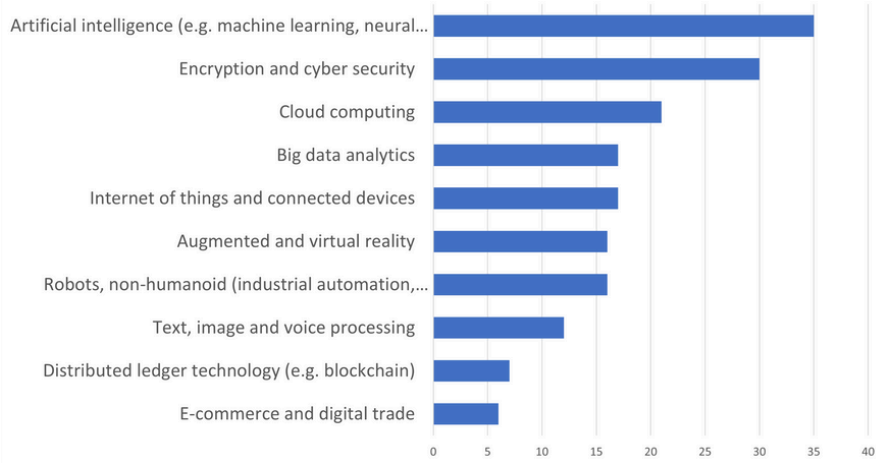 Artificial intelligence (e.g. machine learning, neural...
Encryption and cyber security
Cloud computing
Big data analytics
Internet of things and connected devices
Augmented and virtual reality
Robots, non-humanoid (industrial automation,...
Text, image and voice processing
Distributed ledger technology (e.g. blockchain)
E-commerce and digital trade
0 5 10 15 20 25 30 35 40